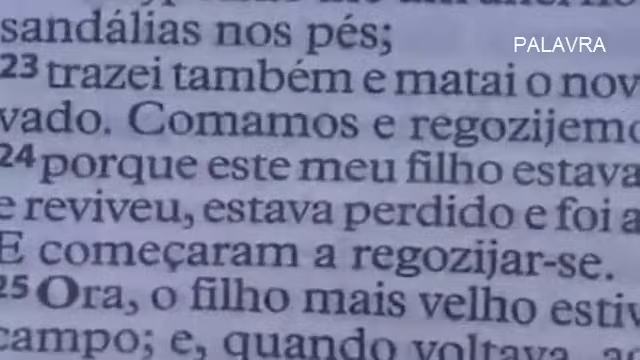 sandálias nos pés;
PALAVRA
23 trazei também e matai o nov
vado. Comamos e regozijemo
24 porque este meu filho estava
e reviveu, estava perdido e foi a
E começaram a regozijar-se.
25 Ora, o filho mais velho estiv
campo; e, quando voltava, ao